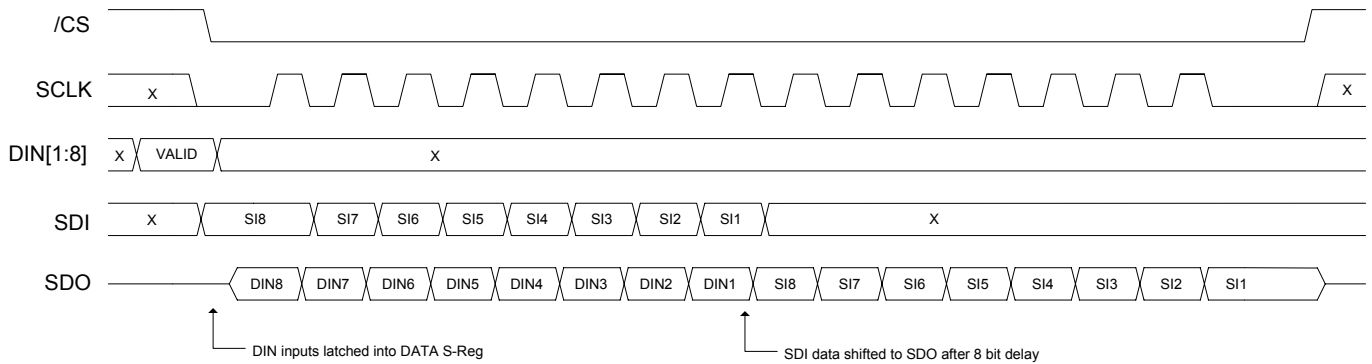 /CS
SCLK X X
DIN[1:8] X VALID X
SDI X SI8 SI7 SI6 SI5 SI4 SI3 SI2 SI1 X
SDO DIN8 DIN7 DIN6 DIN5 DIN4 DIN3 DIN2 DIN1 SI8 SI7 SI6 SI5 SI4 SI3 SI2 SI1
DIN inputs latched into DATA S-Reg SDI data shifted to SDO after 8 bit delay